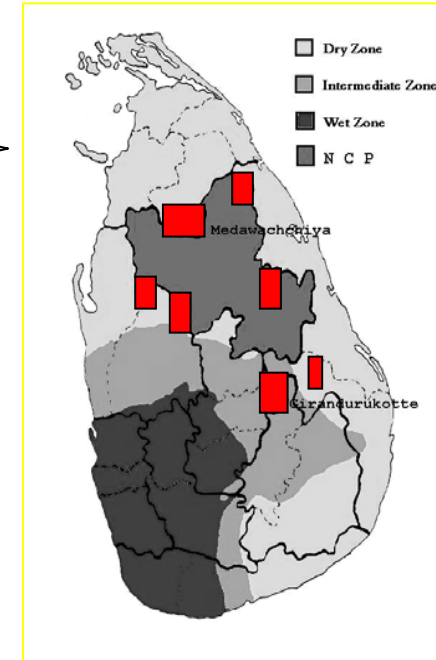 Dry Zone
Intermediate Zone
Wet Zone
N C P
Medawachchiya
Girandurukotte